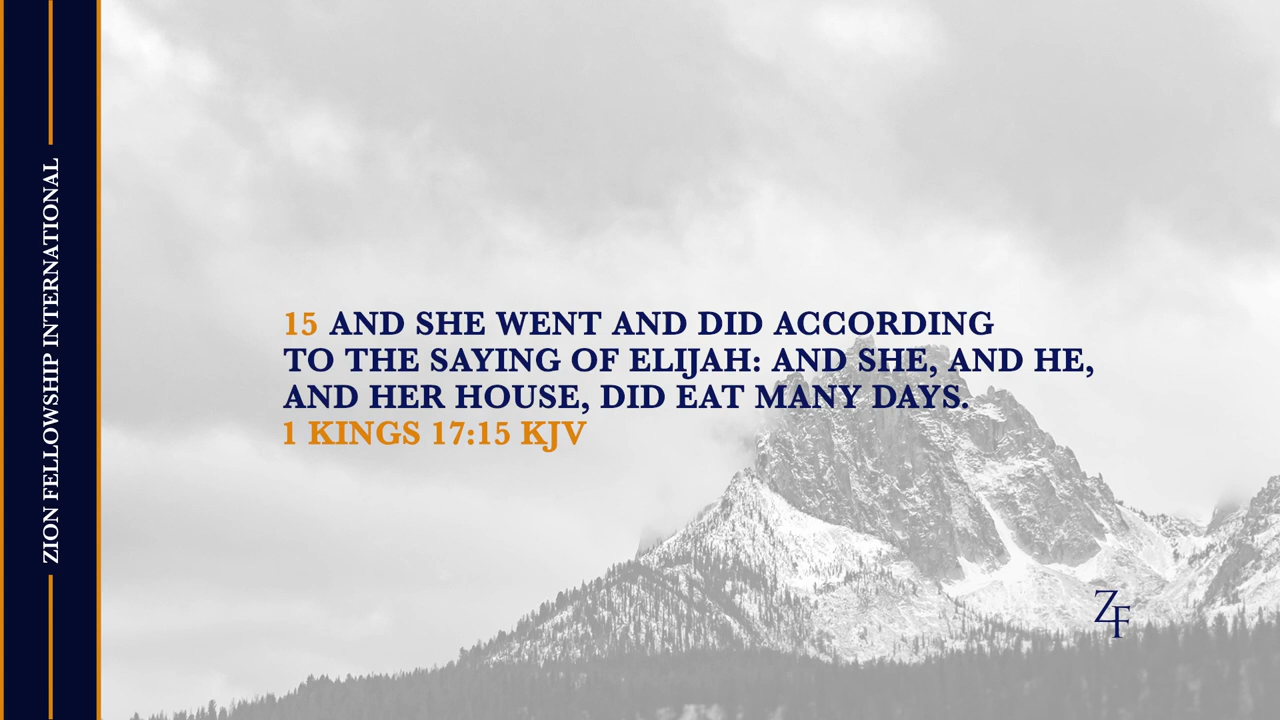 ZION FELLOWSHIP INTERNATIONAL
15 AND SHE WENT AND DID ACCORDING
TO THE SAYING OF ELIJAH: AND SHE, AND HE,
AND HER HOUSE, DID EAT MANY DAYS.
1 KINGS 17:15 KJV
ZF